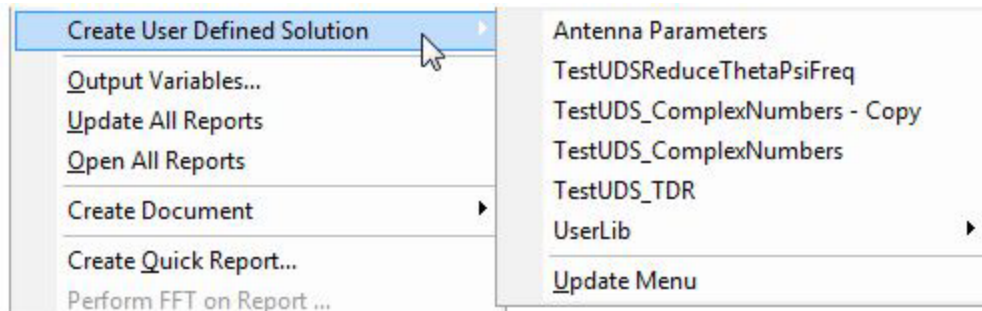 Create User Defined Solution
Output Variables...
Update All Reports
Open All Reports
Create Document
Create Quick Report...
Perform FFT on Report ...
Antenna Parameters
TestUDSReduceThetaPsiFreq
TestUDS_ComplexNumbers - Copy
TestUDS_ComplexNumbers
TestUDS_TDR
UserLib
Update Menu